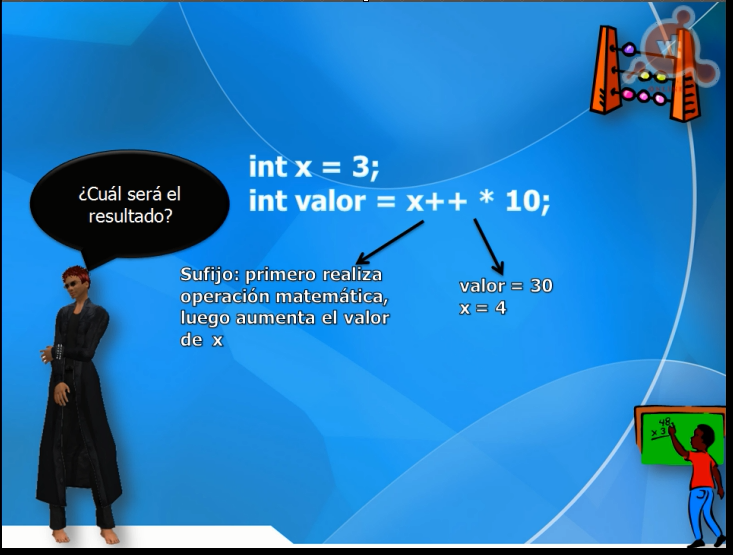 int x = 3;
int valor = x++ * 10;
¿Cuál será el
resultado?
Sufijo: primero realiza
operación matemática,
luego aumenta el valor
de x
valor = 30
x = 4
48
x 3